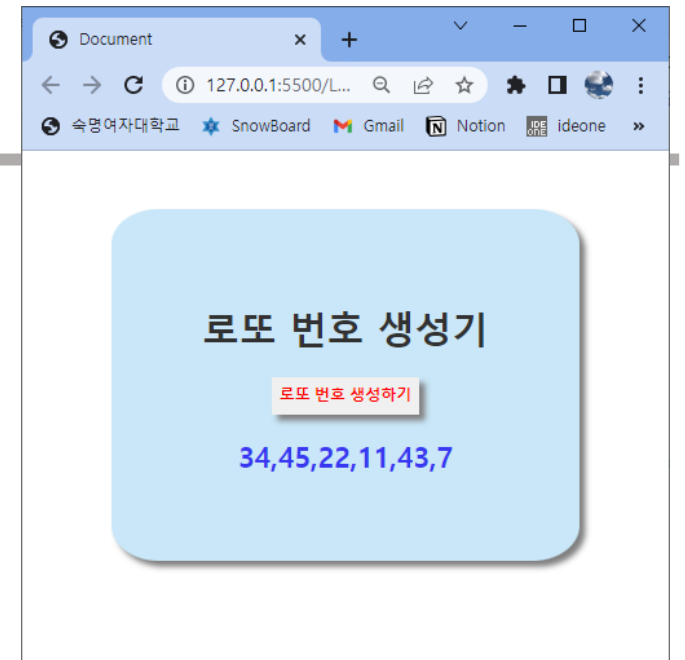 Document
127.0.0.1:5500/L...
숙명여자대학교 SnowBoard Gmail Notion ideone »
로또 번호 생성기
로또 번호 생성하기
34,45,22,11,43,7